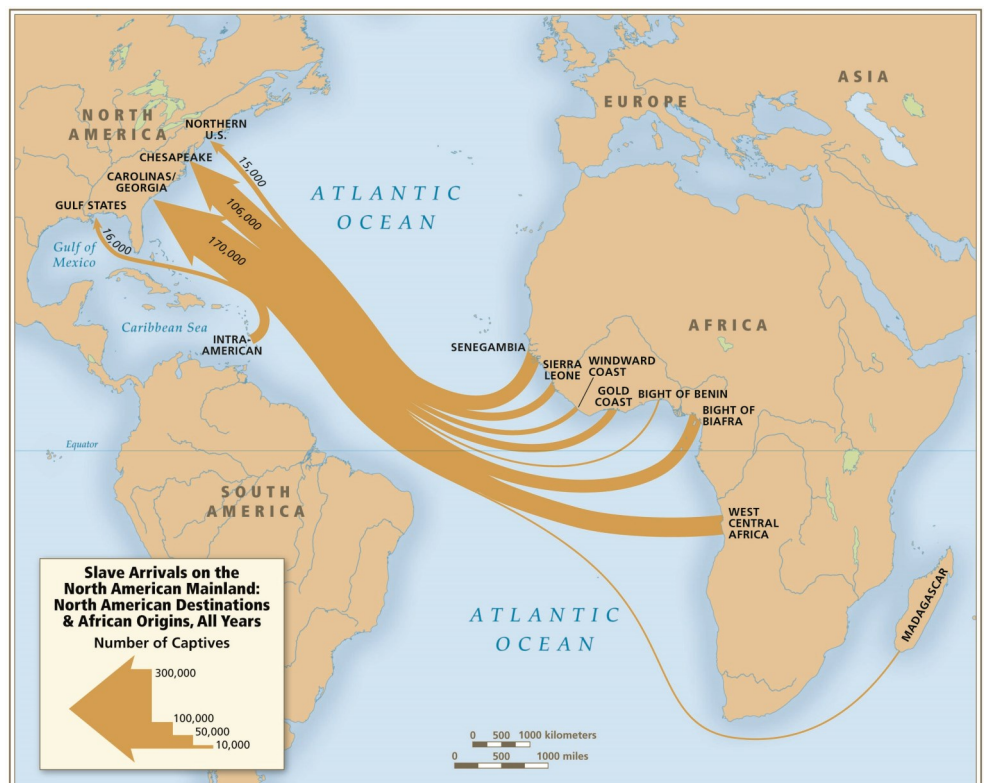 ASIA
EUROPE
NORTH
AMERICA
NORTHERN
U.S.
CHESAPEAKE
15,000
CAROLINAS/
GEORGIA
106,000
ATLANTIC
OCEAN
GULF STATES
16,000
170,000
Gulf of
Mexico
Caribbean Sea
INTRA-
AMERICAN
AFRICA
SENEGAMBIA
SIERRA
LEONE
WINDWARD
COAST
GOLD
COAST
BIGHT OF BENIN
BIGHT OF
BIAFRA
Equator
SOUTH
AMERICA
WEST
CENTRAL
AFRICA
MADAGASCAR
ATLANTIC
OCEAN
Slave Arrivals on the
North American Mainland:
North American Destinations
& African Origins, All Years
Number of Captives
300,000
100,000
50,000
10,000
0 500 1000 kilometers
0 500 1000 miles